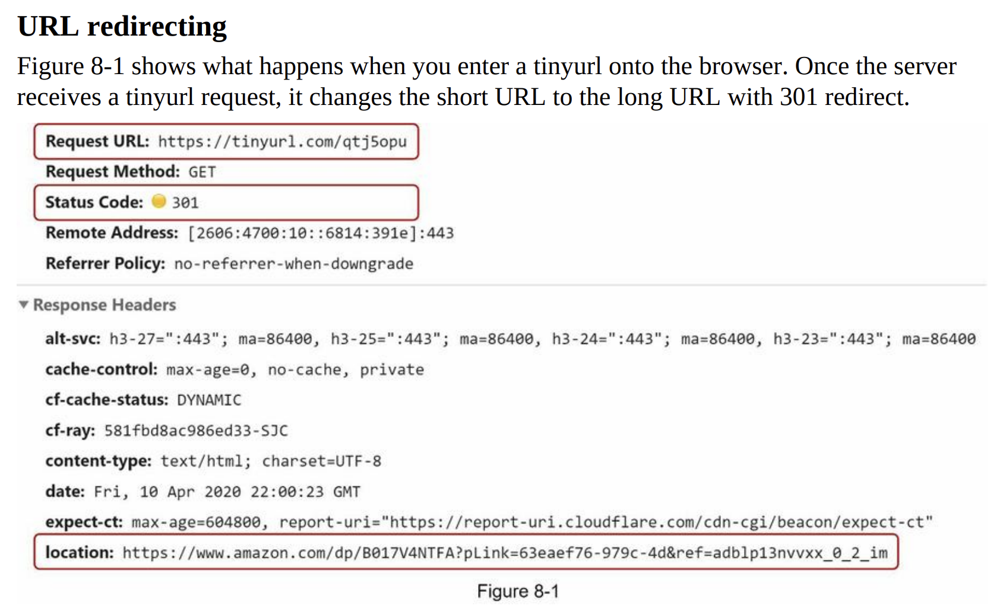 URL redirecting
Figure 8-1 shows what happens when you enter a tinyurl onto the browser. Once the server
receives a tinyurl request, it changes the short URL to the long URL with 301 redirect.
Request URL: https://tinyurl.com/qtj5opu
Request Method: GET
Status Code: 301
Remote Address: [2606:4700:10::6814:391e]:443
Referrer Policy: no-referrer-when-downgrade
Response Headers
alt-svc: h3-27=":443"; ma=86400, h3-25=":443"; ma=86400, h3-24=":443"; ma=86400, h3-23=":443"; ma=86400
cache-control: max-age=0, no-cache, private
cf-cache-status: DYNAMIC
cf-ray: 581fbd8ac986ed33-SJC
content-type: text/html; charset=UTF-8
date: Fri, 10 Apr 2020 22:00:23 GMT
expect-ct: max-age=604800, report-uri="https://report-uri.cloudflare.com/cdn-cgi/beacon/expect-ct"
location: https://www.amazon.com/dp/B017V4NTFA?pLink=63eaef76-979c-4d&ref=adblp13nvvxx_0_2_im
Figure 8-1